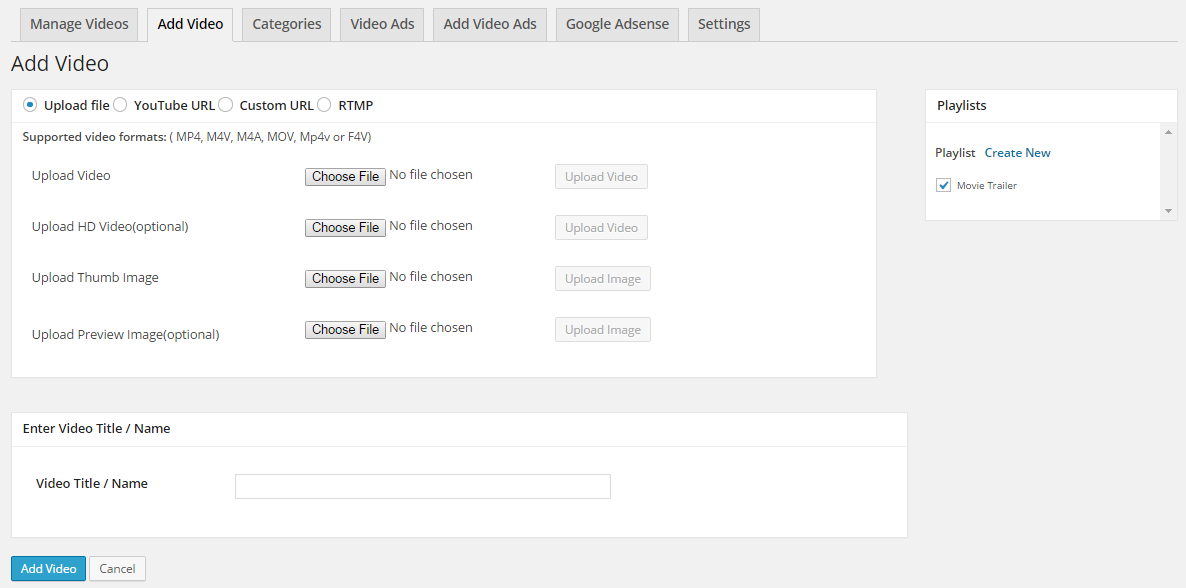 Manage Videos Add Video Categories Video Ads Add Video Ads Google Adsense Settings
Add Video
Upload file YouTube URL Custom URL RTMP
Supported video formats: ( MP4, M4V, M4A, MOV, Mp4v or F4V)
Upload Video Choose File No file chosen Upload Video
Upload HD Video(optional) Choose File No file chosen Upload Video
Upload Thumb Image Choose File No file chosen Upload Image
Upload Preview Image(optional) Choose File No file chosen Upload Image
Playlists
Playlist Create New
Movie Trailer
Enter Video Title / Name
Video Title / Name
Add Video Cancel